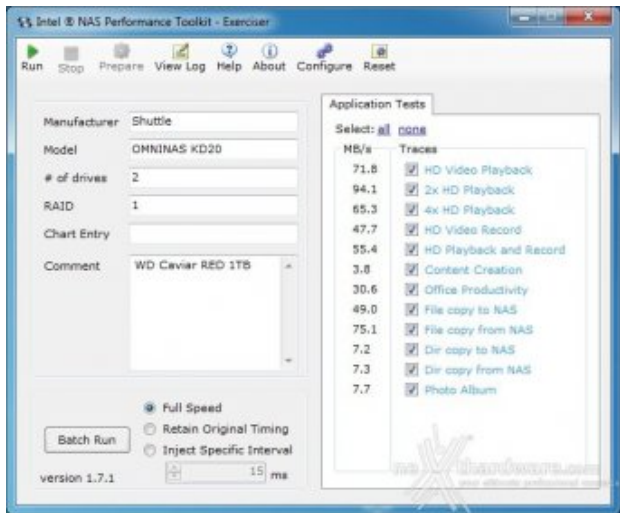 Intel ® NAS Performance Toolkit - Exerciser
Run Stop Prepare View Log Help About Configure Reset
Manufacturer Shuttle
Model OMNINAS KD20
# of drives 2
RAID 1
Chart Entry
Comment WD Caviar RED 1TB
Full Speed
Retain Original Timing
Batch Run
Inject Specific Interval
15 ms
version 1.7.1
Application Tests
Select: all none
MB/s Traces
71.8 HD Video Playback
94.1 2x HD Playback
65.3 4x HD Playback
47.7 HD Video Record
55.4 HD Playback and Record
3.8 Content Creation
30.6 Office Productivity
49.0 File copy to NAS
75.1 File copy from NAS
7.2 Dir copy to NAS
7.3 Dir copy from NAS
7.7 Photo Album